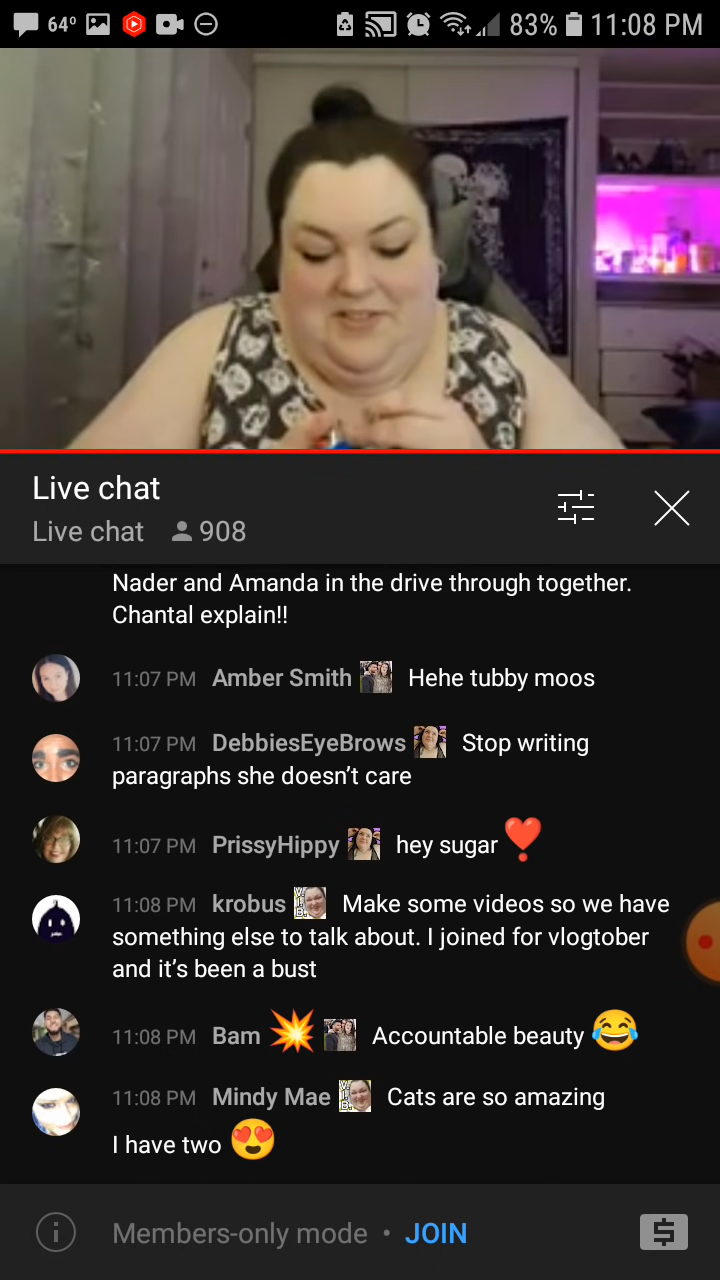 64° 83% 11:08 PM
Live chat
Live chat 908
Nader and Amanda in the drive through together.
Chantal explain!!
11:07 PM Amber Smith Hehe tubby moos
11:07 PM DebbiesEyeBrows Stop writing
paragraphs she doesn't care
11:07 PM PrissyHippy hey sugar ❣️
11:08 PM krobus Make some videos so we have
something else to talk about. I joined for vlogtober
and it's been a bust
11:08 PM Bam 💥 Accountable beauty 😂
11:08 PM Mindy Mae Cats are so amazing
I have two 😍
Members-only mode • JOIN